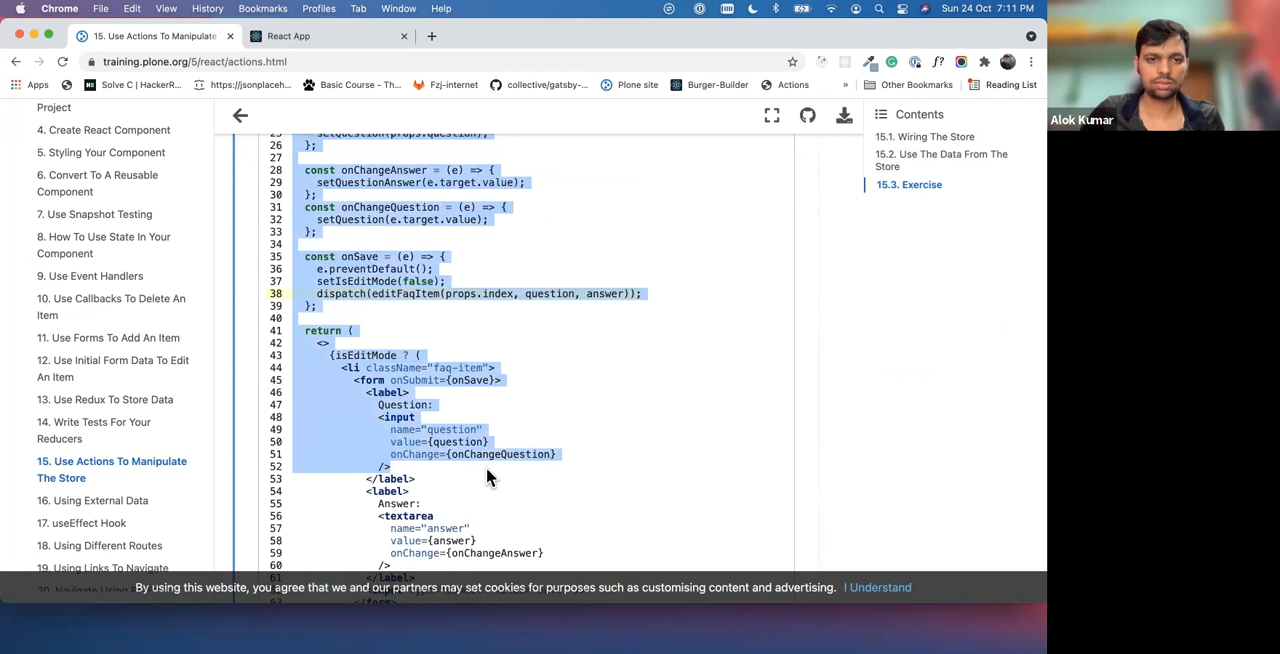 Chrome File Edit View History Bookmarks Profiles Tab Window Help
Sun 24 Oct 7:11 PM
15. Use Actions To Manipulate
React App
training.plone.org/5/react/actions.html
Apps
Solve C | HackerR...
https://jsonplaceh...
Basic Course - Th...
Fzj-internet
collective/gatsby-...
Plone site
Burger-Builder
Actions
»
Other Bookmarks
Reading List
Alok Kumar
Project
4. Create React Component
5. Styling Your Component
6. Convert To A Reusable
Component
7. Use Snapshot Testing
8. How To Use State In Your
Component
9. Use Event Handlers
10. Use Callbacks To Delete An
Item
11. Use Forms To Add An Item
12. Use Initial Form Data To Edit
An Item
13. Use Redux To Store Data
14. Write Tests For Your
Reducers
15. Use Actions To Manipulate
The Store
16. Using External Data
17. useEffect Hook
18. Using Different Routes
19. Using Links To Navigate
25 setQuestion(props.question);
26 };
27
28 const onChangeAnswer = (e) => {
29 setQuestionAnswer(e.target.value);
30 };
31 const onChangeQuestion = (e) => {
32 setQuestion(e.target.value);
33 };
34
35 const onSave = (e) => {
36 e.preventDefault();
37 setIsEditMode(false);
38 dispatch(editFaqItem(props.index, question, answer));
39 };
40
41 return (
42 <>
43 {isEditMode ? (
44 <li className="faq-item">
45 <form onSubmit={onSave}>
46 <label>
47 Question:
48 <input
49 name="question"
50 value={question}
51 onChange={onChangeQuestion}
52 />
53 </label>
54 <label>
55 Answer:
56 <textarea
57 name="answer"
58 value={answer}
59 onChange={onChangeAnswer}
60 />
61 </label>
Contents
15.1. Wiring The Store
15.2. Use The Data From The
Store
15.3. Exercise
By using this website, you agree that we and our partners may set cookies for purposes such as customising content and advertising. I Understand